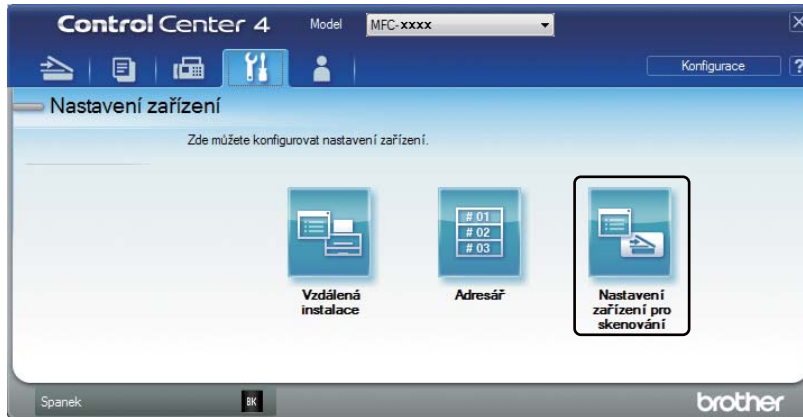 Control Center 4 Model MFC-xxxx X
Konfigurace ?
Nastavení zařízení
Zde můžete konfigurovat nastavení zařízení.
# 01
# 02
# 03
Vzdálená
instalace
Adresář
Nastavení
zařízení pro
skenování
Spanek BK brother